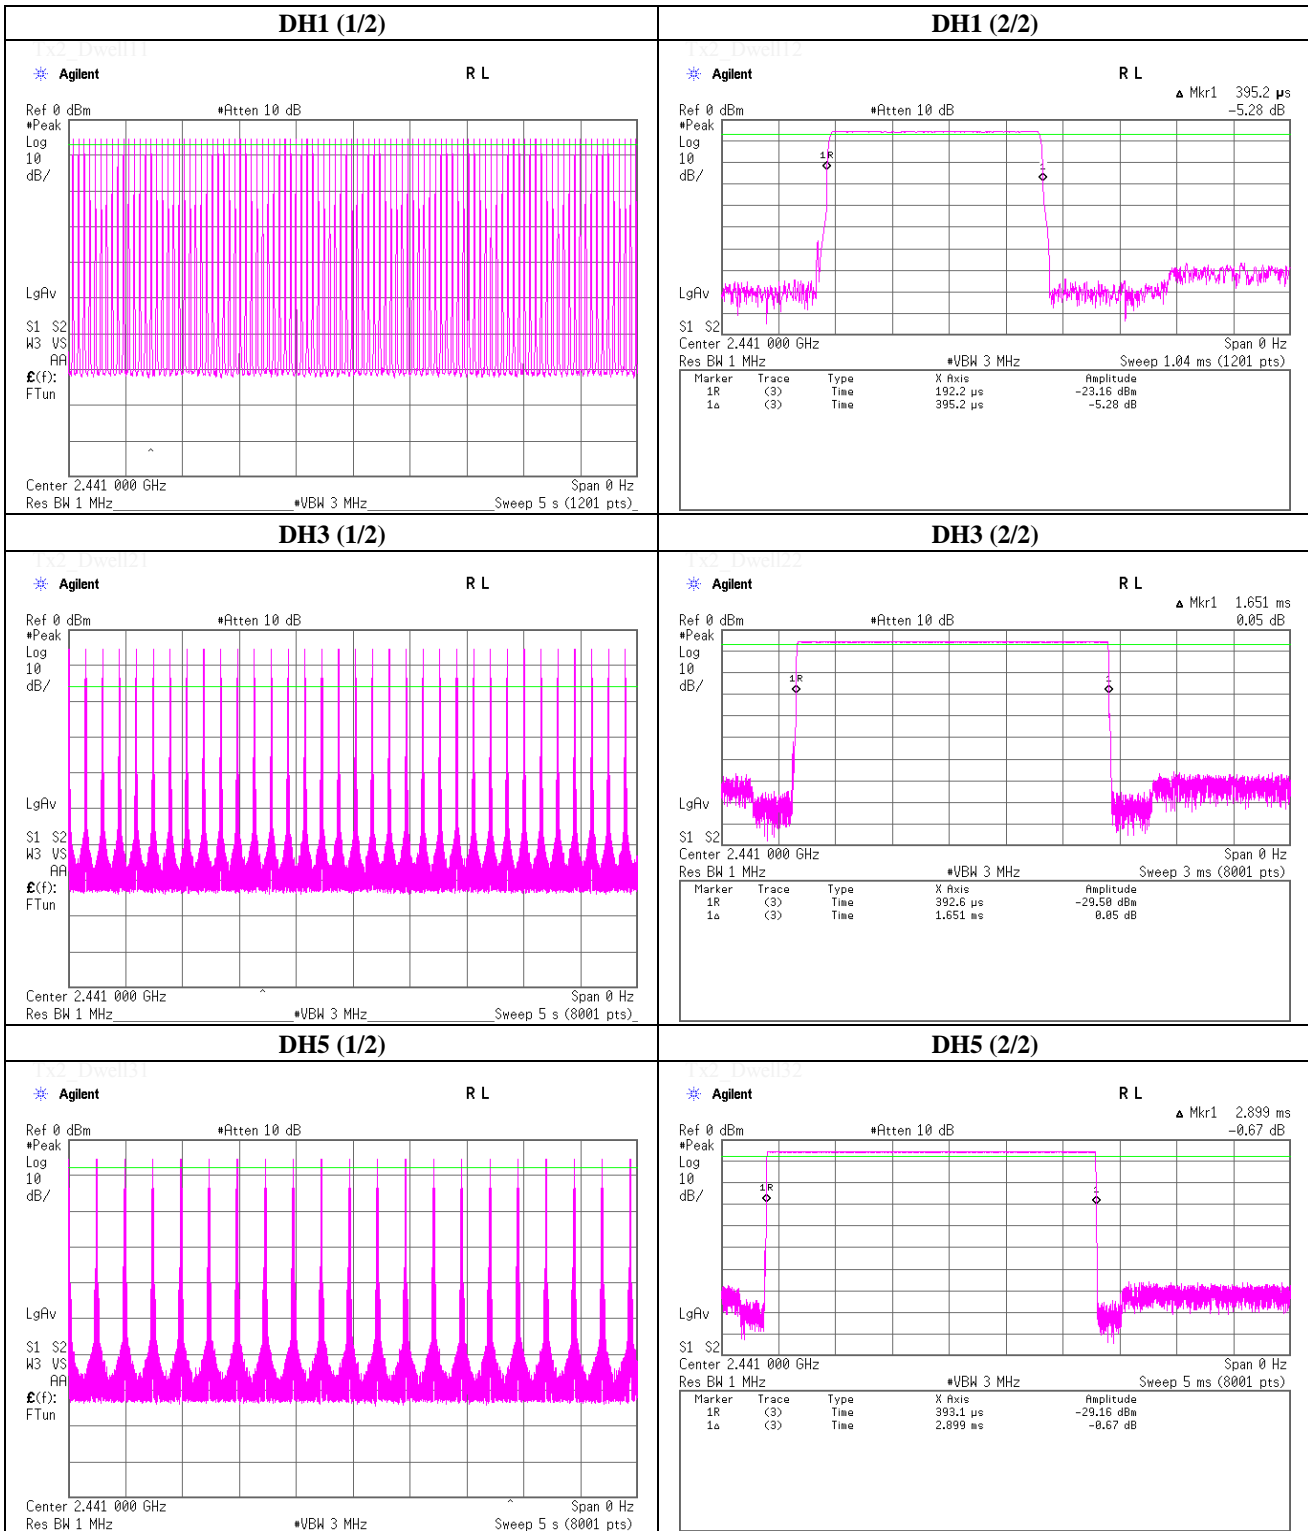 DH1 (1/2)
Tx2_Dwell11
Agilent
R L
Ref 0 dBm
#Atten 10 dB
#Peak
Log
10
dB/
LgAv
S1 S2
W3 VS
AA
£(f):
FTun
Center 2.441 000 GHz
Span 0 Hz
Res BW 1 MHz
#VBW 3 MHz
Sweep 5 s (1201 pts)
DH1 (2/2)
Tx2_Dwell12
Agilent
R L
Δ Mkr1 395.2 µs
Ref 0 dBm
#Atten 10 dB
-5.28 dB
#Peak
Log
10
dB/
1R
1
LgAv
S1 S2
Center 2.441 000 GHz
Span 0 Hz
Res BW 1 MHz
#VBW 3 MHz
Sweep 1.04 ms (1201 pts)
Marker Trace Type X Axis Amplitude
1R (3) Time 192.2 µs -23.16 dBm
1Δ (3) Time 395.2 µs -5.28 dB
DH3 (1/2)
Tx2_Dwell21
Agilent
R L
Ref 0 dBm
#Atten 10 dB
#Peak
Log
10
dB/
LgAv
S1 S2
W3 VS
AA
£(f):
FTun
Center 2.441 000 GHz
Span 0 Hz
Res BW 1 MHz
#VBW 3 MHz
Sweep 5 s (8001 pts)
DH3 (2/2)
Tx2_Dwell22
Agilent
R L
Δ Mkr1 1.651 ms
Ref 0 dBm
#Atten 10 dB
0.05 dB
#Peak
Log
10
dB/
1R
1
LgAv
S1 S2
Center 2.441 000 GHz
Span 0 Hz
Res BW 1 MHz
#VBW 3 MHz
Sweep 3 ms (8001 pts)
Marker Trace Type X Axis Amplitude
1R (3) Time 392.6 µs -29.50 dBm
1Δ (3) Time 1.651 ms 0.05 dB
DH5 (1/2)
Tx2_Dwell31
Agilent
R L
Ref 0 dBm
#Atten 10 dB
#Peak
Log
10
dB/
LgAv
S1 S2
W3 VS
AA
£(f):
FTun
Center 2.441 000 GHz
Span 0 Hz
Res BW 1 MHz
#VBW 3 MHz
Sweep 5 s (8001 pts)
DH5 (2/2)
Tx2_Dwell32
Agilent
R L
Δ Mkr1 2.899 ms
Ref 0 dBm
#Atten 10 dB
-0.67 dB
#Peak
Log
10
dB/
1R
1
LgAv
S1 S2
Center 2.441 000 GHz
Span 0 Hz
Res BW 1 MHz
#VBW 3 MHz
Sweep 5 ms (8001 pts)
Marker Trace Type X Axis Amplitude
1R (3) Time 393.1 µs -29.16 dBm
1Δ (3) Time 2.899 ms -0.67 dB